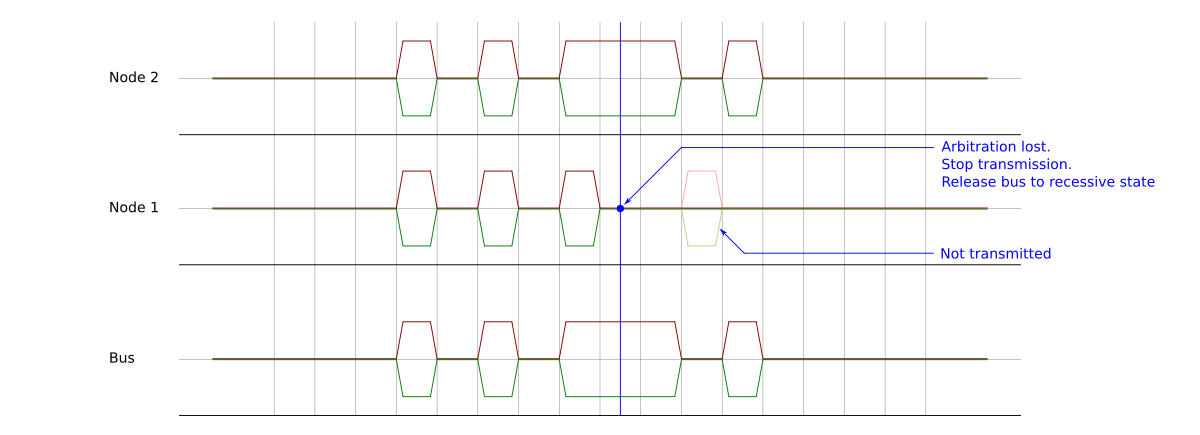 Node 2
Arbitration lost.
Stop transmission.
Release bus to recessive state
Node 1
Not transmitted
Bus